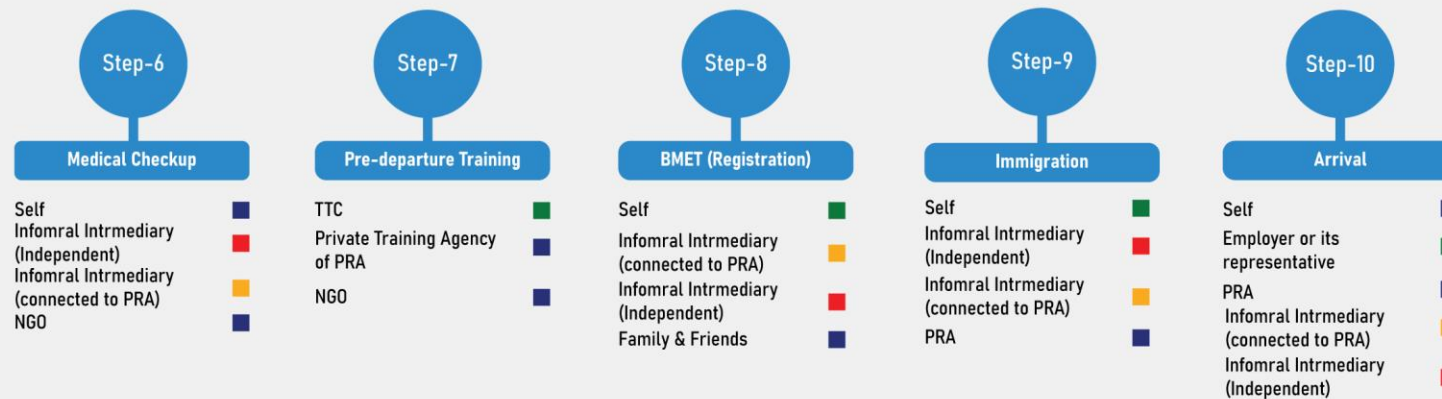 Step-6
Medical Checkup
Self
Infomral Intrmediary
(Independent)
Infomral Intrmediary
(connected to PRA)
NGO
Step-7
Pre-departure Training
TTC
Private Training Agency
of PRA
NGO
Step-8
BMET (Registration)
Self
Infomral Intrmediary
(connected to PRA)
Infomral Intrmediary
(Independent)
Family & Friends
Step-9
Immigration
Self
Infomral Intrmediary
(Independent)
Infomral Intrmediary
(connected to PRA)
PRA
Step-10
Arrival
Self
Employer or its
representative
PRA
Infomral Intrmediary
(connected to PRA)
Infomral Intrmediary
(Independent)